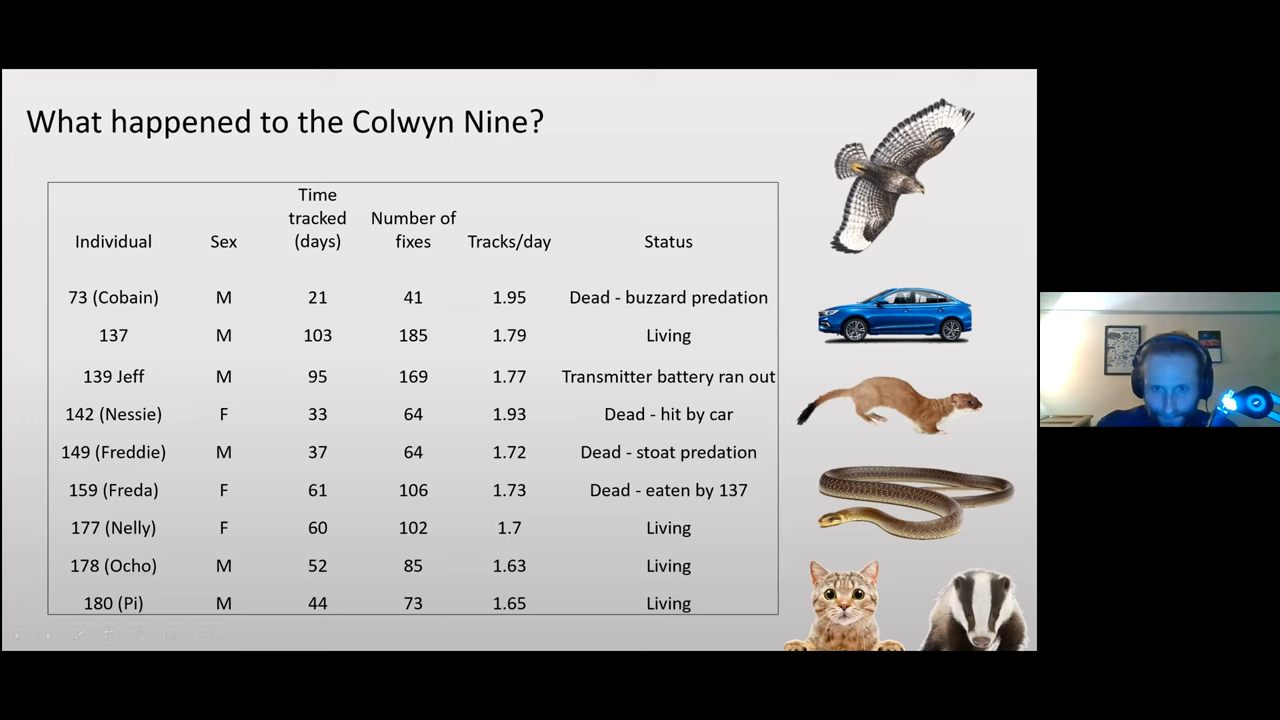 What happened to the Colwyn Nine?
Individual Sex Time tracked (days) Number of fixes Tracks/day Status
73 (Cobain) M 21 41 1.95 Dead - buzzard predation
137 M 103 185 1.79 Living
139 Jeff M 95 169 1.77 Transmitter battery ran out
142 (Nessie) F 33 64 1.93 Dead - hit by car
149 (Freddie) M 37 64 1.72 Dead - stoat predation
159 (Freda) F 61 106 1.73 Dead - eaten by 137
177 (Nelly) F 60 102 1.7 Living
178 (Ocho) M 52 85 1.63 Living
180 (Pi) M 44 73 1.65 Living